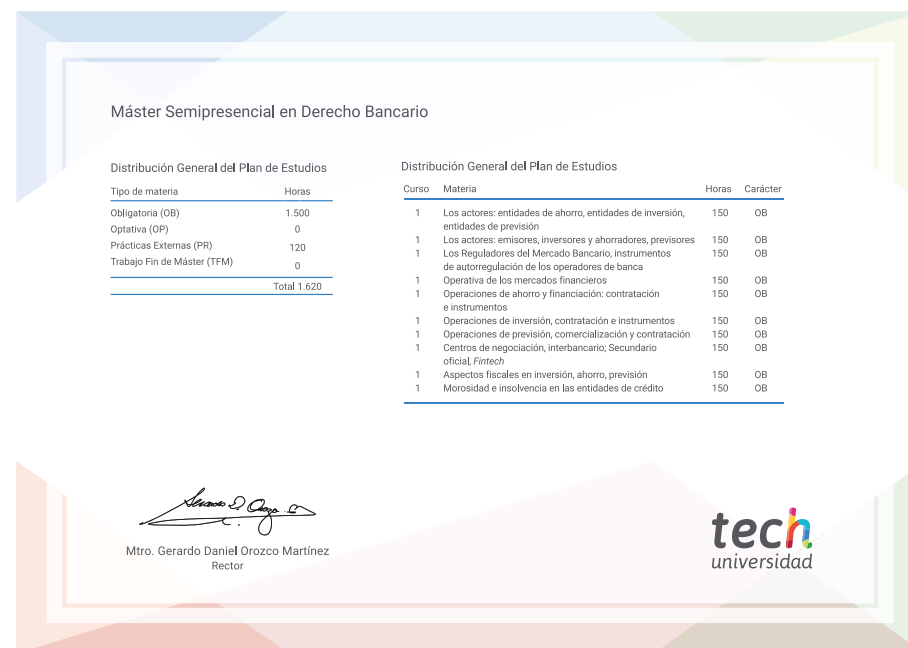 Máster Semipresencial en Derecho Bancario
Distribución General del Plan de Estudios
Tipo de materia Horas
Obligatoria (OB) 1.500
Optativa (OP) 0
Prácticas Externas (PR) 120
Trabajo Fin de Máster (TFM) 0
Total 1.620
Distribución General del Plan de Estudios
Curso Materia Horas Carácter
1 Los actores: entidades de ahorro, entidades de inversión, 150 OB
entidades de previsión
1 Los actores: emisores, inversores y ahorradores, previsores 150 OB
1 Los Reguladores del Mercado Bancario, instrumentos 150 OB
de autorregulación de los operadores de banca
1 Operativa de los mercados financieros 150 OB
1 Operaciones de ahorro y financiación: contratación 150 OB
e instrumentos
1 Operaciones de inversión, contratación e instrumentos 150 OB
1 Operaciones de previsión, comercialización y contratación 150 OB
1 Centros de negociación, interbancario; Secundario 150 OB
oficial, Fintech
1 Aspectos fiscales en inversión, ahorro, previsión 150 OB
1 Morosidad e insolvencia en las entidades de crédito 150 OB
Mtro. Gerardo Daniel Orozco Martínez
Rector
tech
universidad